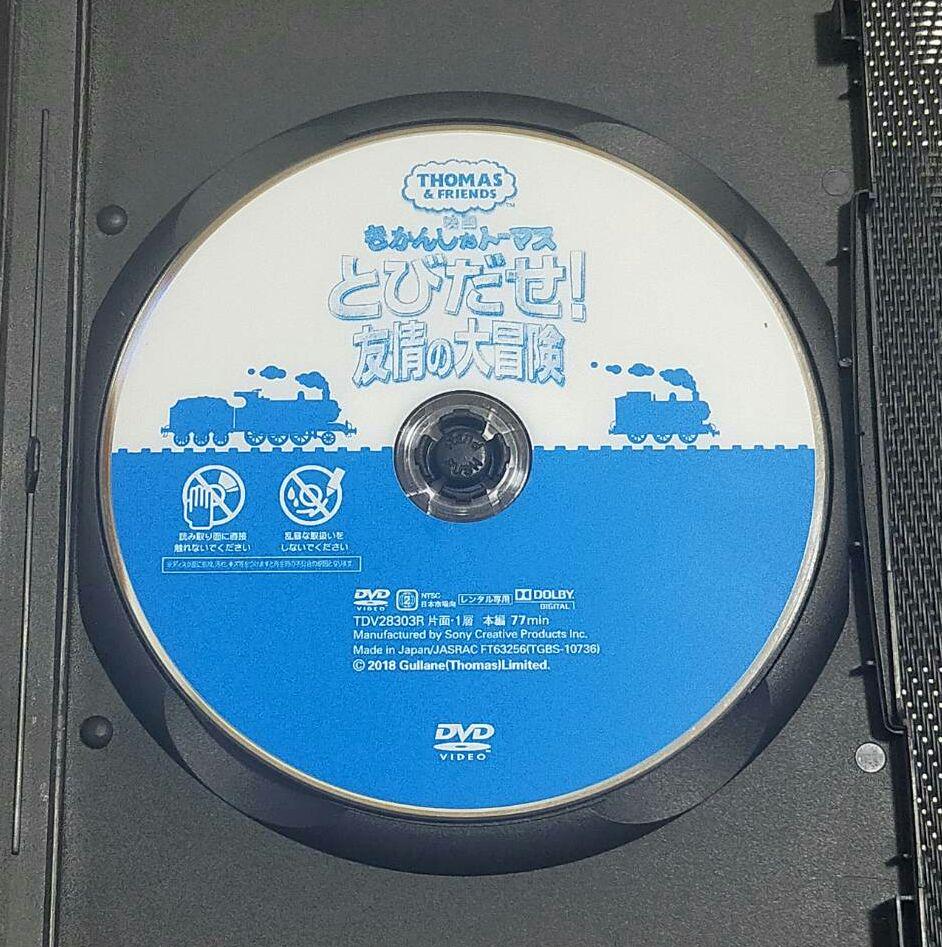 THOMAS
& FRIENDS
TM
映画
きかんしゃトーマス
とびだせ!
友情の大冒険
読み取り面に直接
触れないでください
乱暴な取扱いを
しないでください
DVD
VIDEO
2
NTSC
日本市場向
レンタル専用
DOLBY
DIGITAL
TDV28303R 片面・1層 本編 77min
Manufactured by Sony Creative Products Inc.
Made in Japan/JASRAC FT63256(TGBS-10736)
© 2018 Gullane(Thomas)Limited.
DVD
VIDEO